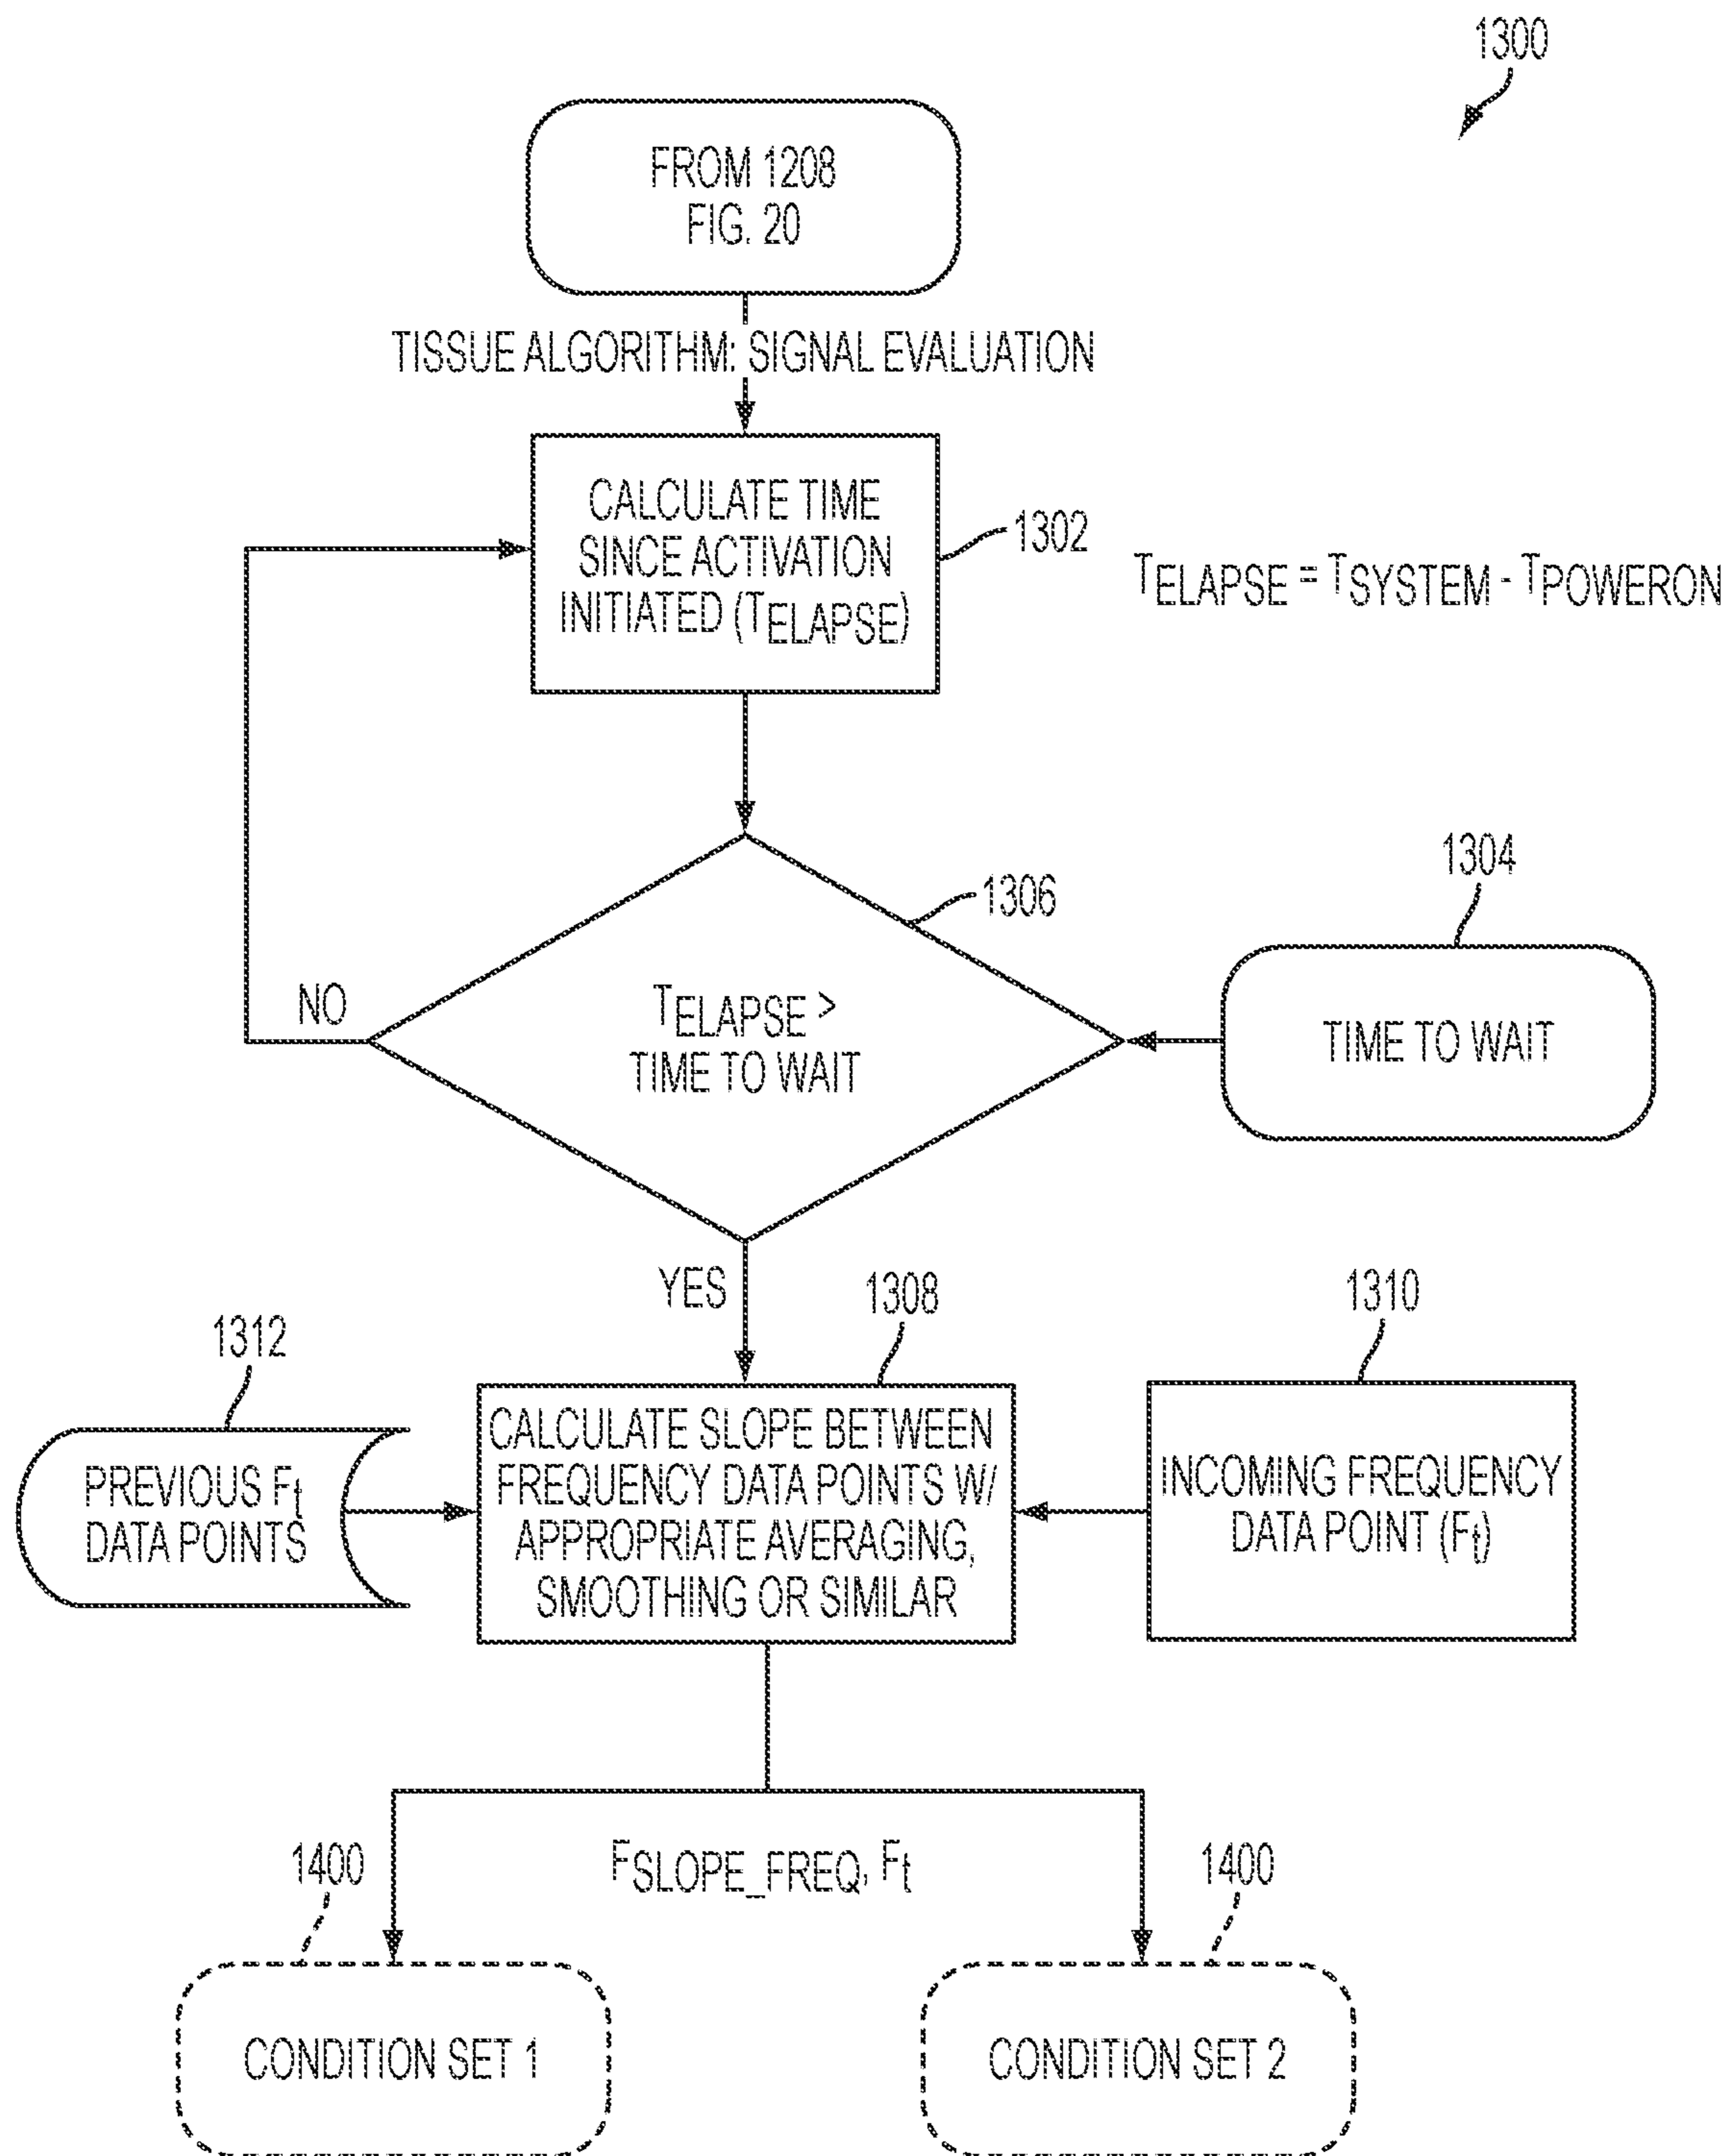 1300
FROM 1208
FIG. 20
TISSUE ALGORITHM: SIGNAL EVALUATION
CALCULATE TIME
SINCE ACTIVATION
INITIATED (TELAPSE)
1302
TELAPSE = TSYSTEM - TPOWERON
1306
1304
NO
TELAPSE >
TIME TO WAIT
TIME TO WAIT
YES
1308
1310
1312
PREVIOUS Ft
DATA POINTS
CALCULATE SLOPE BETWEEN
FREQUENCY DATA POINTS W/
APPROPRIATE AVERAGING,
SMOOTHING OR SIMILAR
INCOMING FREQUENCY
DATA POINT (Ft)
1400
FSLOPE_FREQ, Ft
1400
CONDITION SET 1
CONDITION SET 2